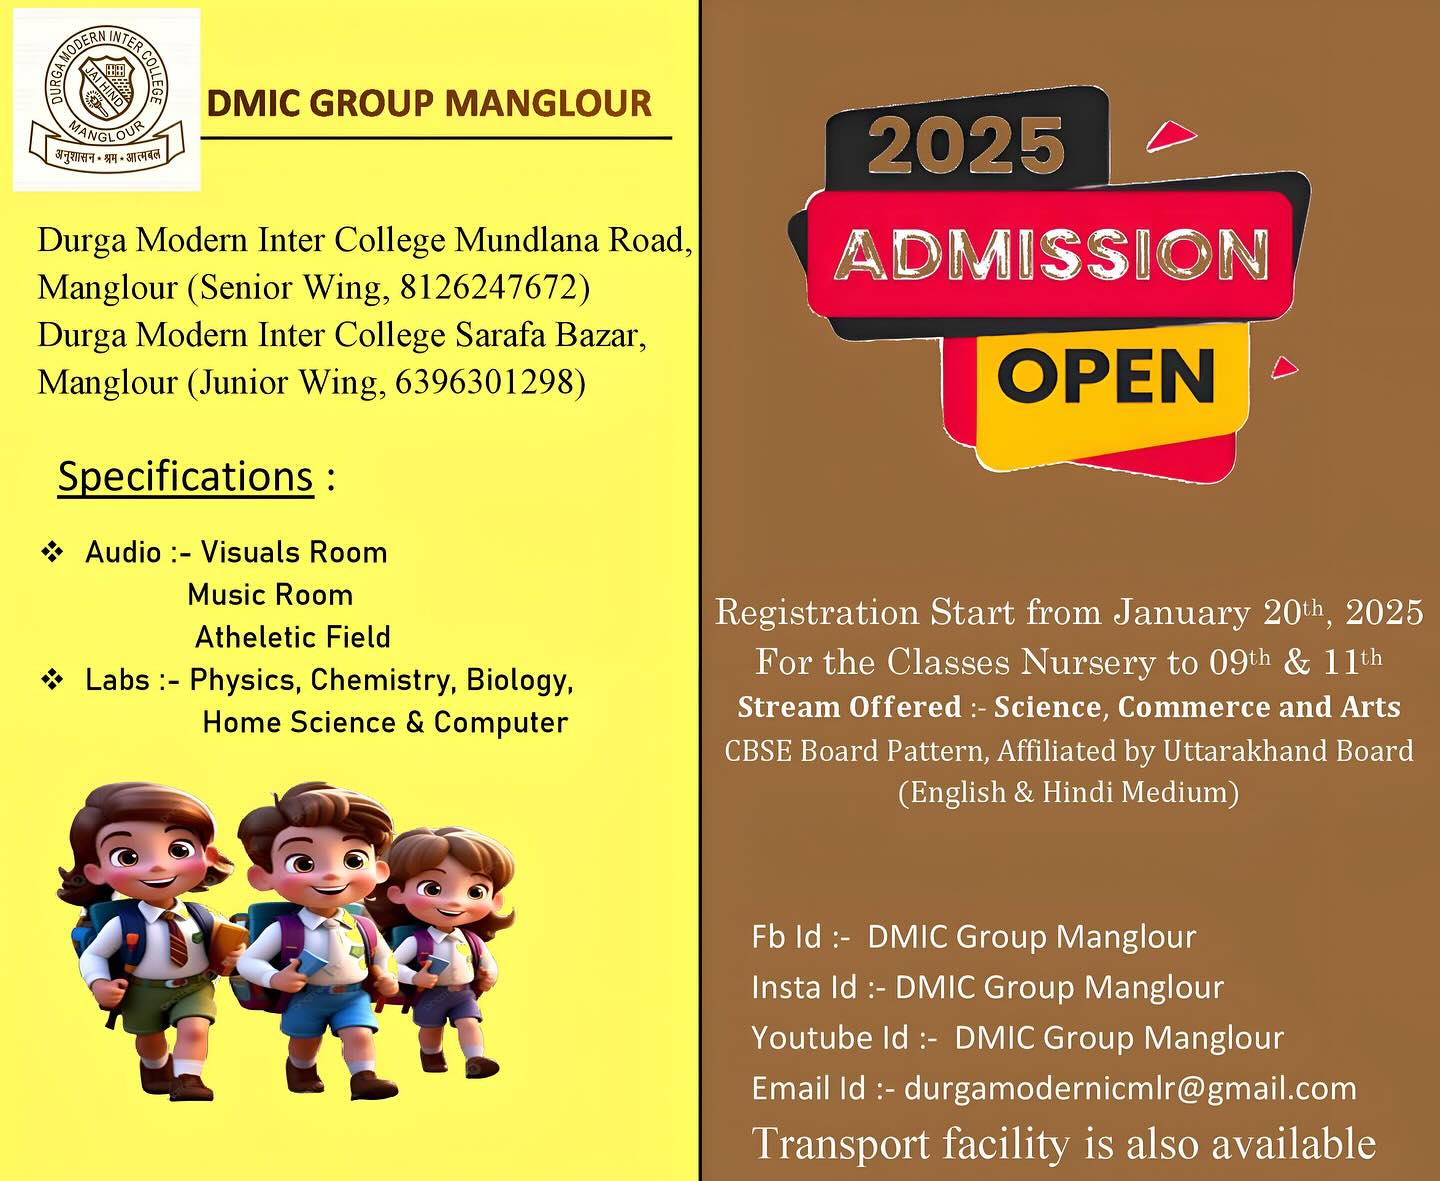 DURGA MODERN INTER COLLEGE
JAI HIND
MANGLOUR
अनुशासन • श्रम • आत्मबल
DMIC GROUP MANGLOUR
Durga Modern Inter College Mundlana Road,
Manglour (Senior Wing, 8126247672)
Durga Modern Inter College Sarafa Bazar,
Manglour (Junior Wing, 6396301298)
Specifications :
❖ Audio :- Visuals Room
Music Room
Atheletic Field
❖ Labs :- Physics, Chemistry, Biology,
Home Science & Computer
2025
ADMISSION
OPEN
Registration Start from January 20th, 2025
For the Classes Nursery to 09th & 11th
Stream Offered :- Science, Commerce and Arts
CBSE Board Pattern, Affiliated by Uttarakhand Board
(English & Hindi Medium)
Fb Id :- DMIC Group Manglour
Insta Id :- DMIC Group Manglour
Youtube Id :- DMIC Group Manglour
Email Id :- durgamodernicmlr@gmail.com
Transport facility is also available